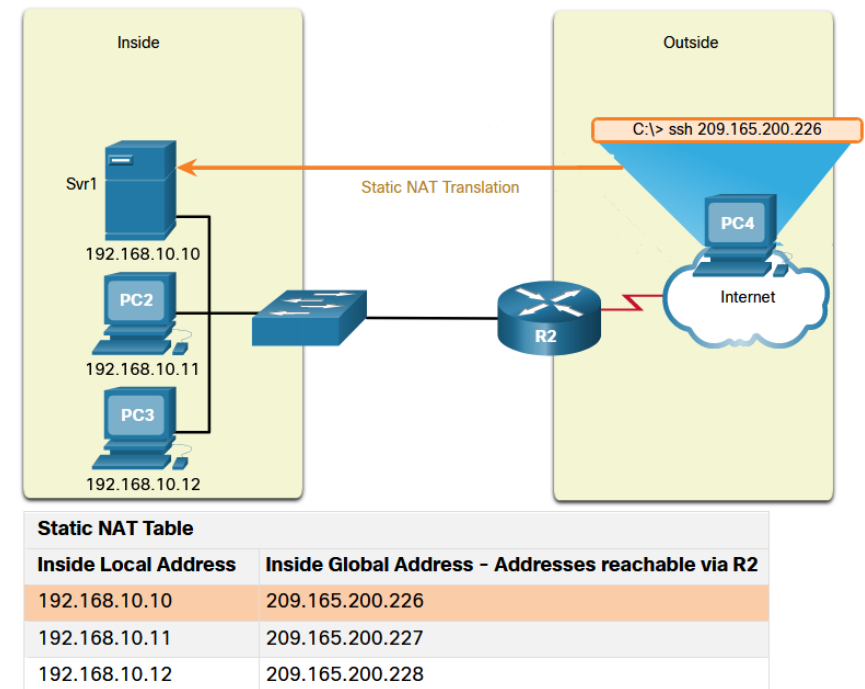 Inside
Outside
C:\> ssh 209.165.200.226
Svr1
Static NAT Translation
PC4
192.168.10.10
PC2
Internet
R2
192.168.10.11
PC3
192.168.10.12
Static NAT Table
Inside Local Address Inside Global Address - Addresses reachable via R2
192.168.10.10 209.165.200.226
192.168.10.11 209.165.200.227
192.168.10.12 209.165.200.228